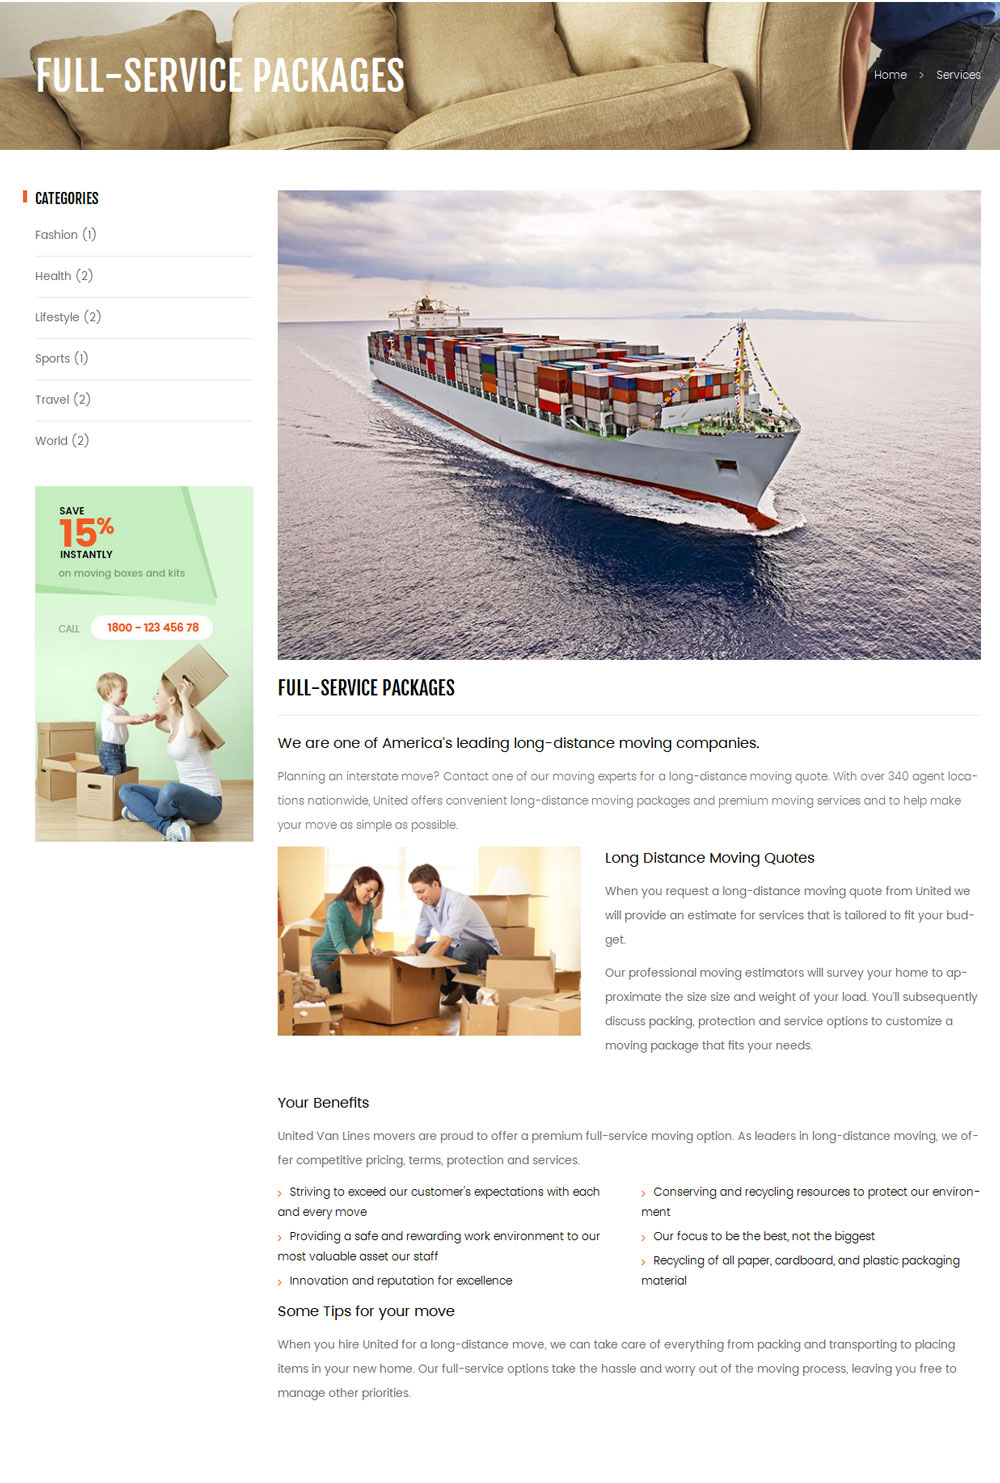 FULL-SERVICE PACKAGES
Home > Services
CATEGORIES
Fashion (1)
Health (2)
Lifestyle (2)
Sports (1)
Travel (2)
World (2)
SAVE
15%
INSTANTLY
on moving boxes and kits
CALL 1800 - 123 456 78
FULL-SERVICE PACKAGES
We are one of America's leading long-distance moving companies.
Planning an interstate move? Contact one of our moving experts for a long-distance moving quote. With over 340 agent loca-
tions nationwide, United offers convenient long-distance moving packages and premium moving services and to help make
your move as simple as possible.
Long Distance Moving Quotes
When you request a long-distance moving quote from United we
will provide an estimate for services that is tailored to fit your bud-
get.
Our professional moving estimators will survey your home to ap-
proximate the size size and weight of your load. You'll subsequently
discuss packing, protection and service options to customize a
moving package that fits your needs.
Your Benefits
United Van Lines movers are proud to offer a premium full-service moving option. As leaders in long-distance moving, we of-
fer competitive pricing, terms, protection and services.
> Striving to exceed our customer's expectations with each
and every move
> Providing a safe and rewarding work environment to our
most valuable asset our staff
> Innovation and reputation for excellence
> Conserving and recycling resources to protect our environ-
ment
> Our focus to be the best, not the biggest
> Recycling of all paper, cardboard, and plastic packaging
material
Some Tips for your move
When you hire United for a long-distance move, we can take care of everything from packing and transporting to placing
items in your new home. Our full-service options take the hassle and worry out of the moving process, leaving you free to
manage other priorities.